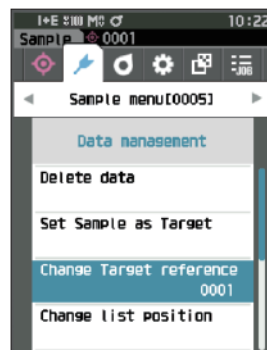 I+E 10:22
Sample 0001
JOB
Sample menu[0005]
Data management
Delete data
Set Sample as Target
Change Target reference
0001
Change list position